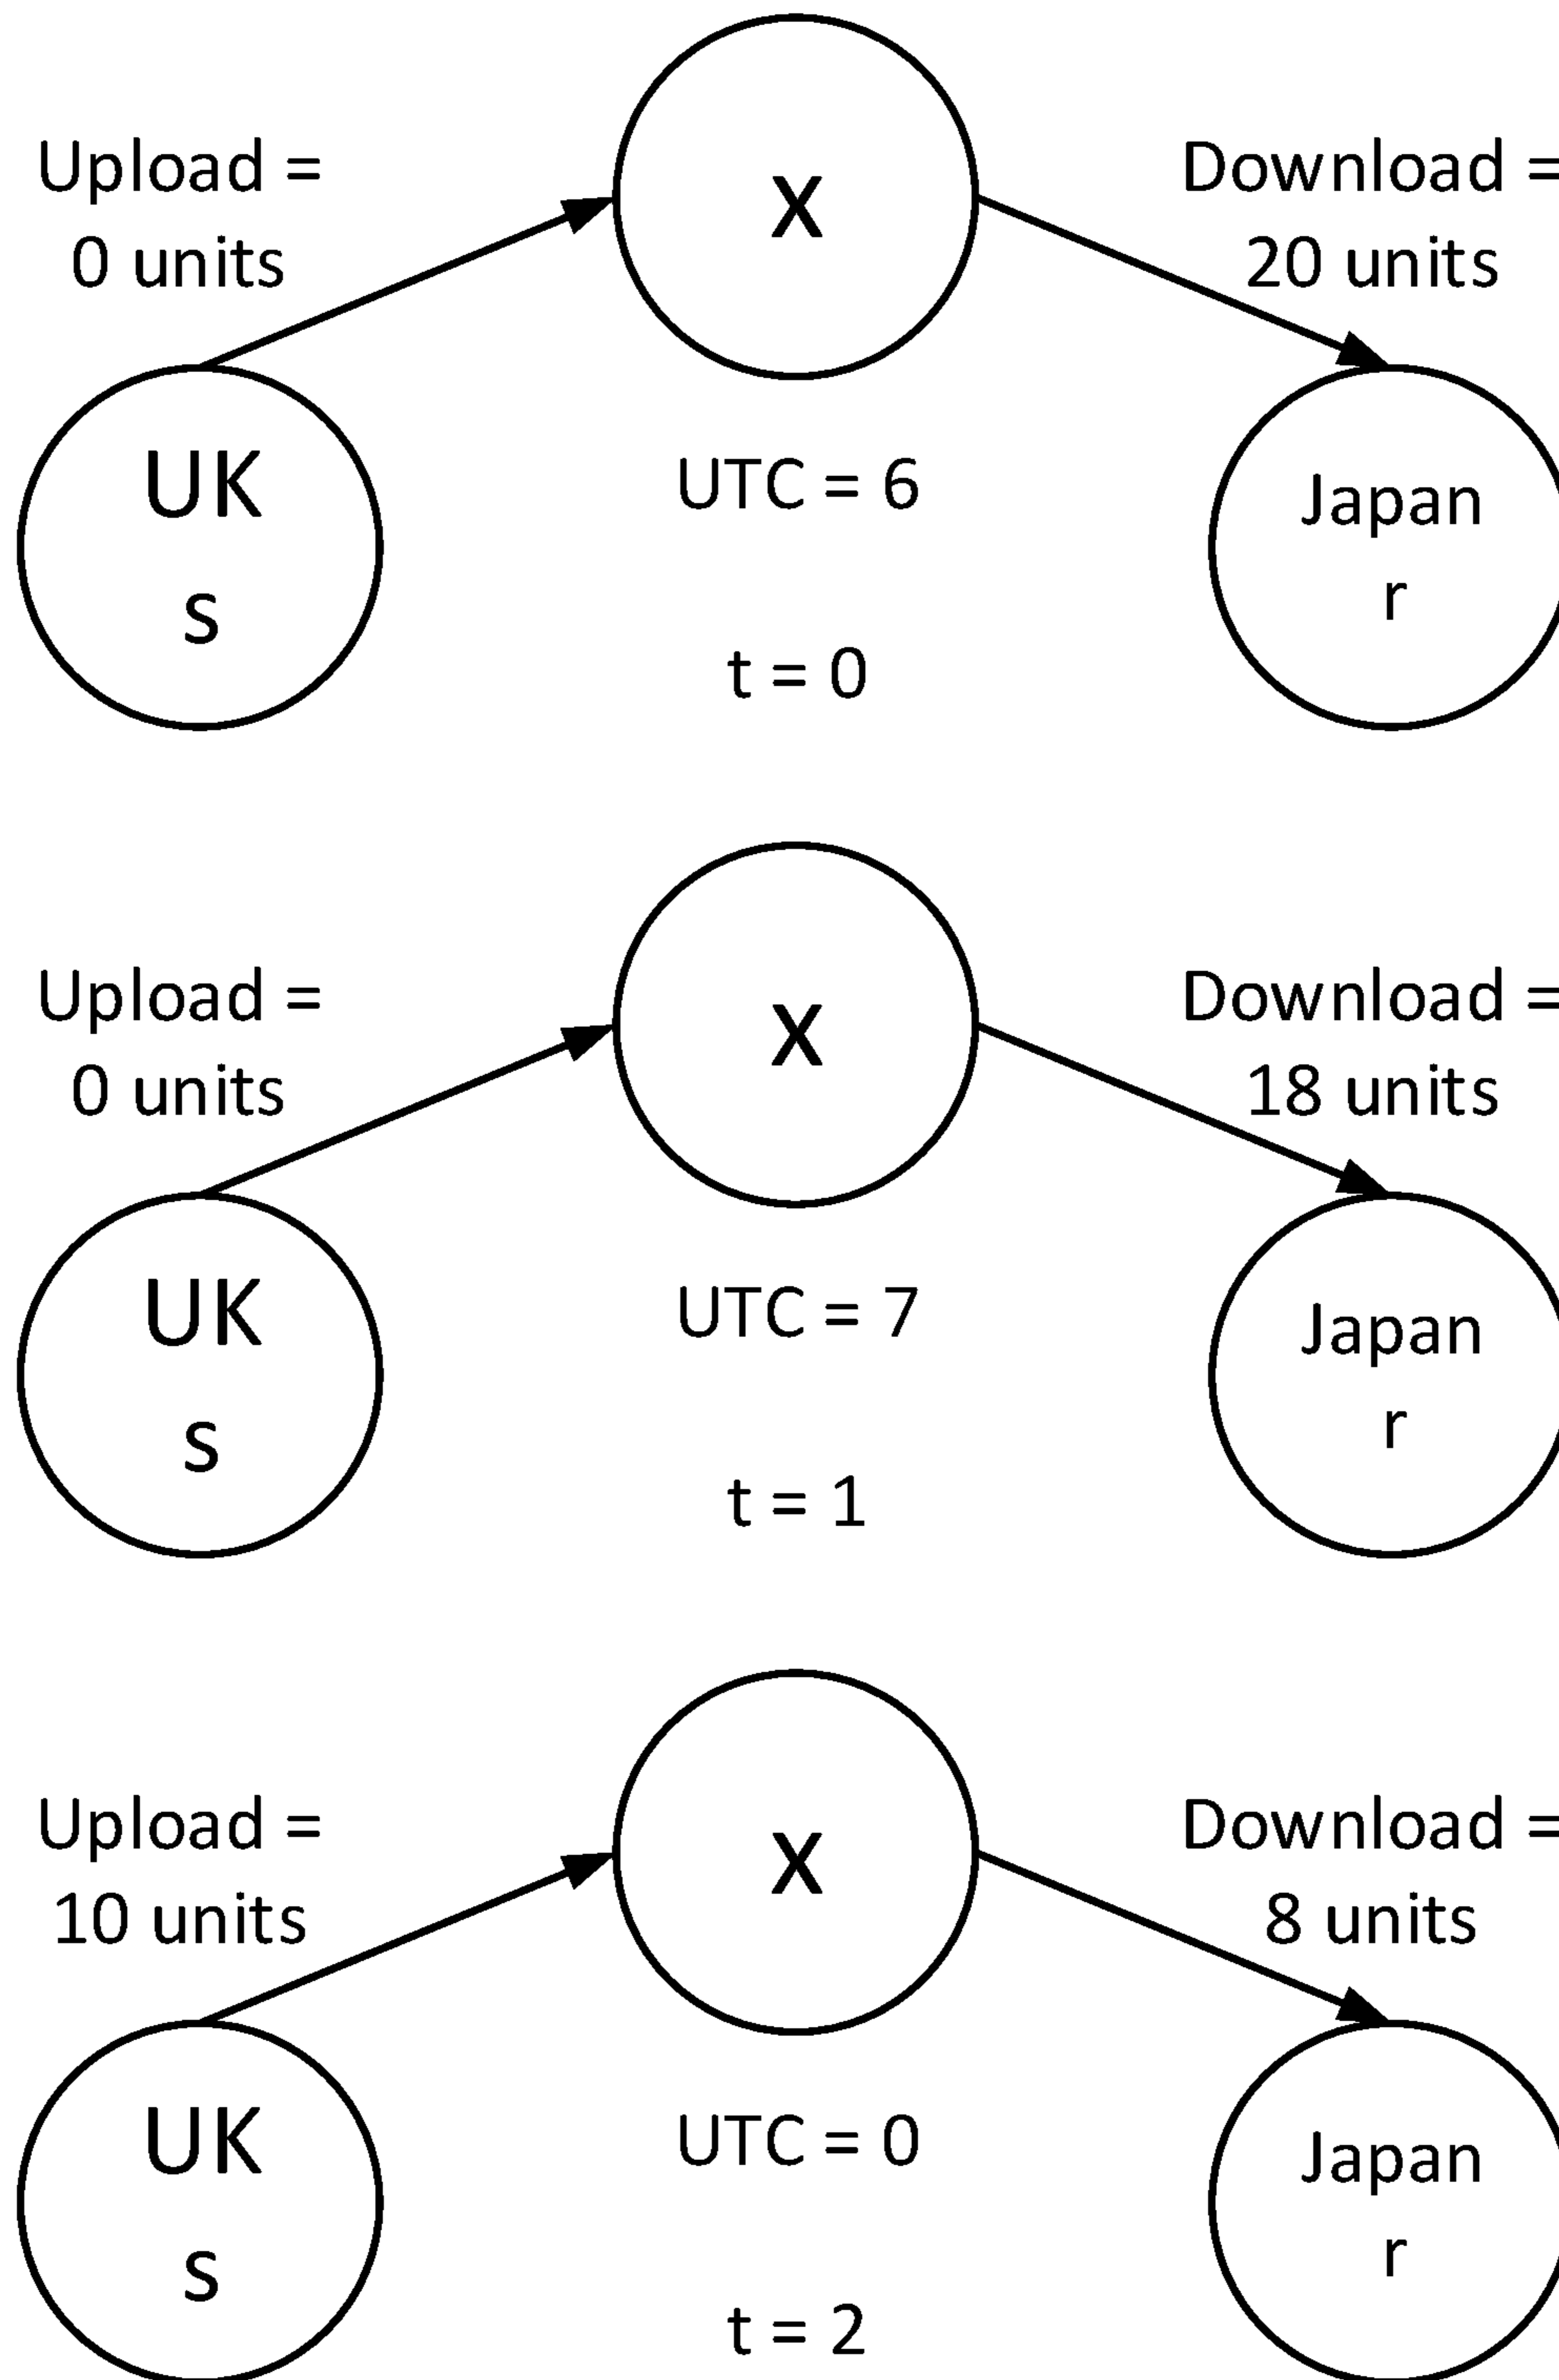 Upload =
0 units
X
Download =
20 units
UK
s
UTC = 6
t = 0
Japan
r
Upload =
0 units
X
Download =
18 units
UK
s
UTC = 7
t = 1
Japan
r
Upload =
10 units
X
Download =
8 units
UK
s
UTC = 0
t = 2
Japan
r